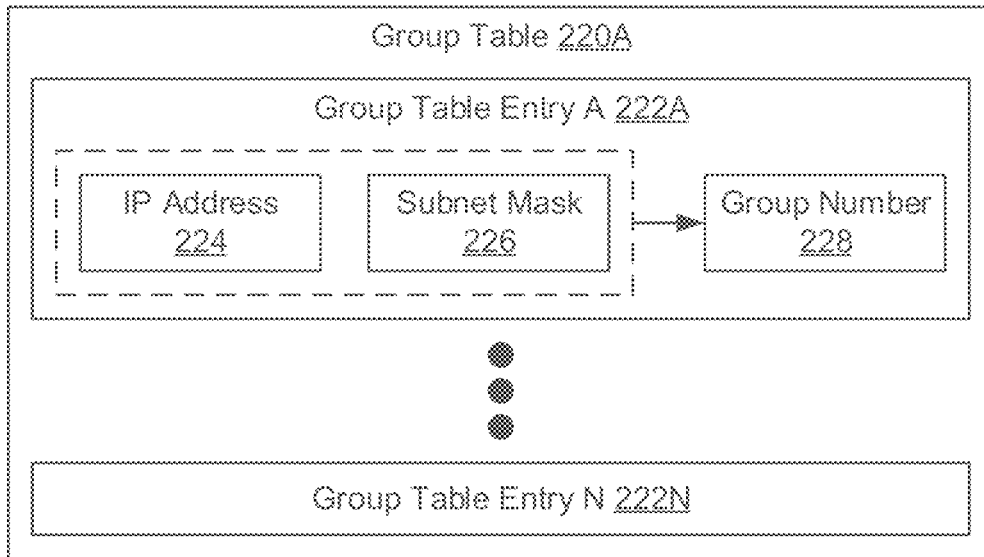 Group Table 220A
Group Table Entry A 222A
IP Address
224
Subnet Mask
226
Group Number
228
Group Table Entry N 222N